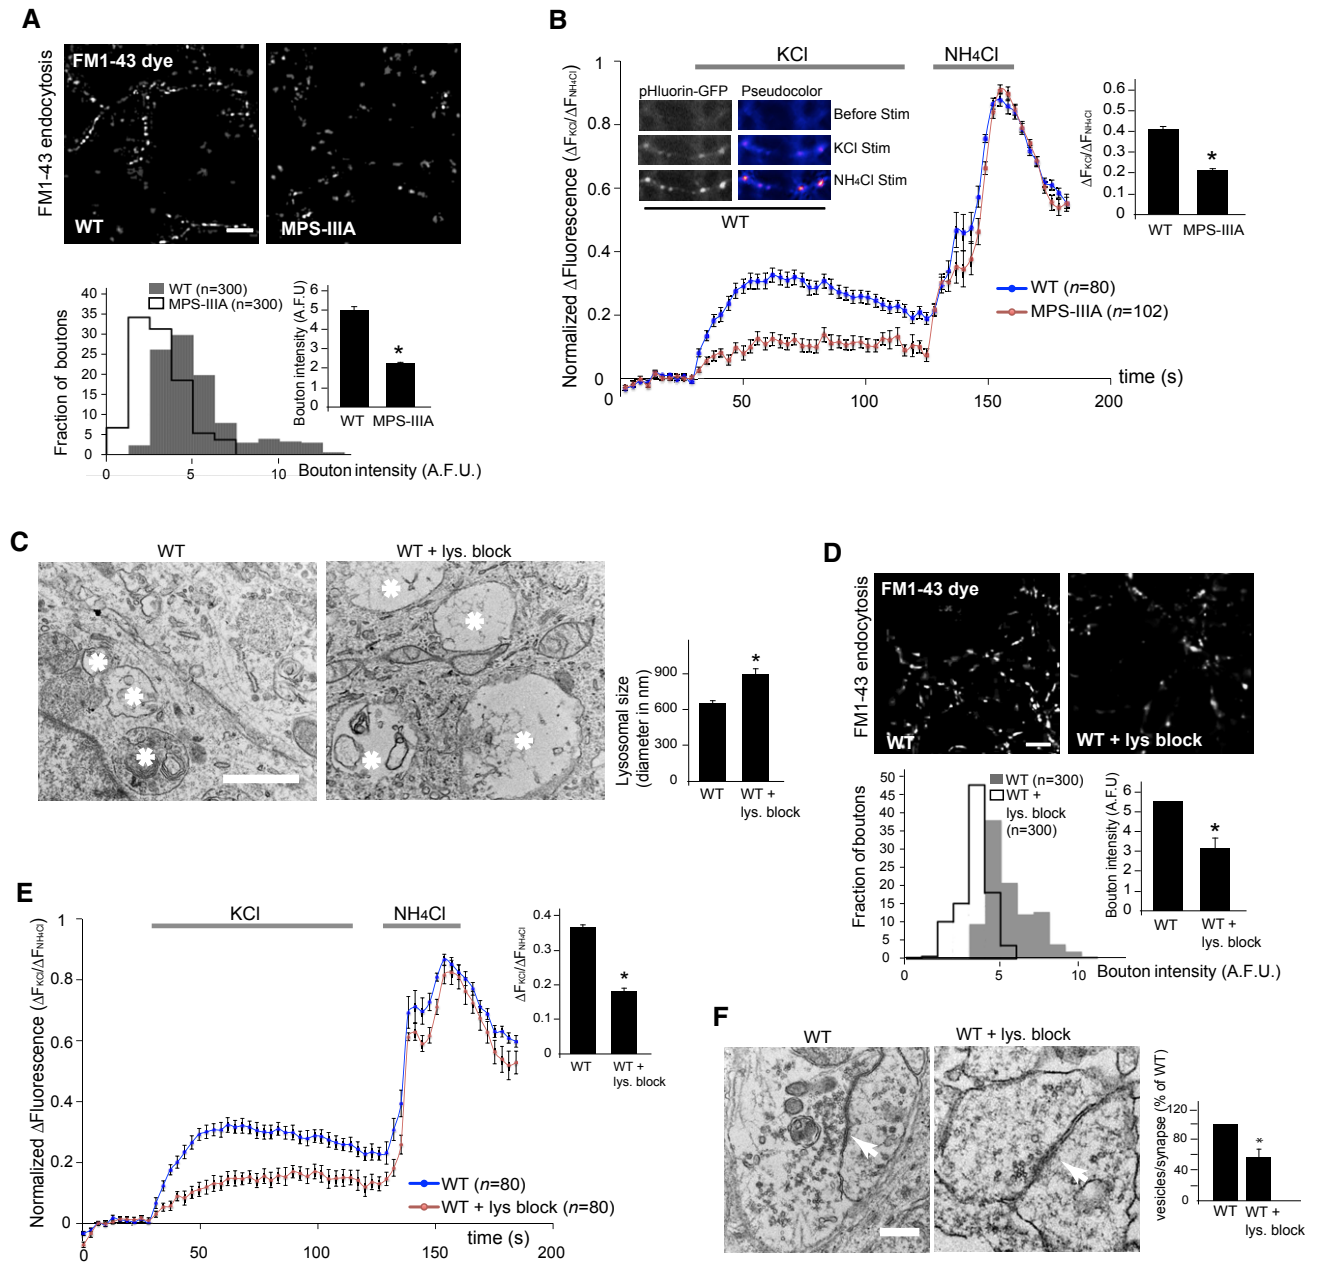 A
FM1-43 endocytosis
FM1-43 dye
WT
MPS-IIIA
WT (n=300)
MPS-IIIA (n=300)
Fraction of boutons
40
35
30
25
20
15
10
5
0
0 5 10
Bouton intensity (A.F.U.)
Bouton intensity (A.F.U)
6
5
4
3
2
1
0
*
WT MPS-IIIA
B
KCl
NH4Cl
Normalized ΔFluorescence (ΔFKCl/ΔFNH4Cl)
1
0.8
0.6
0.4
0.2
0
0 50 100 150 200
time (s)
pHluorin-GFP Pseudocolor
Before Stim
KCl Stim
NH4Cl Stim
WT
WT (n=80)
MPS-IIIA (n=102)
ΔFKCl/ΔFNH4Cl
0.6
0.4
0.3
0.2
0.1
0
*
WT MPS-IIIA
C
WT
WT + lys. block
Lysosomal size
(diameter in nm)
900
600
300
0
*
WT WT +
lys. block
D
FM1-43 endocytosis
FM1-43 dye
WT
WT + lys block
Fraction of boutons
50
45
40
35
30
25
20
15
10
5
0
WT (n=300)
WT +
lys. block
(n=300)
0 5 10
Bouton intensity (A.F.U.)
Bouton intensity (A.F.U)
6
5
4
3
2
1
0
*
WT WT +
lys. block
E
KCl
NH4Cl
Normalized ΔFluorescence (ΔFKCl/ΔFNH4Cl)
1
0.8
0.6
0.4
0.2
0
0 50 100 150 200
time (s)
WT (n=80)
WT + lys block (n=80)
ΔFKCl/ΔFNH4Cl
0.4
0.3
0.2
0.1
0
*
WT WT +
lys. block
F
WT
WT + lys. block
vesicles/synapse (% of WT)
120
80
40
0
*
WT WT +
lys. block